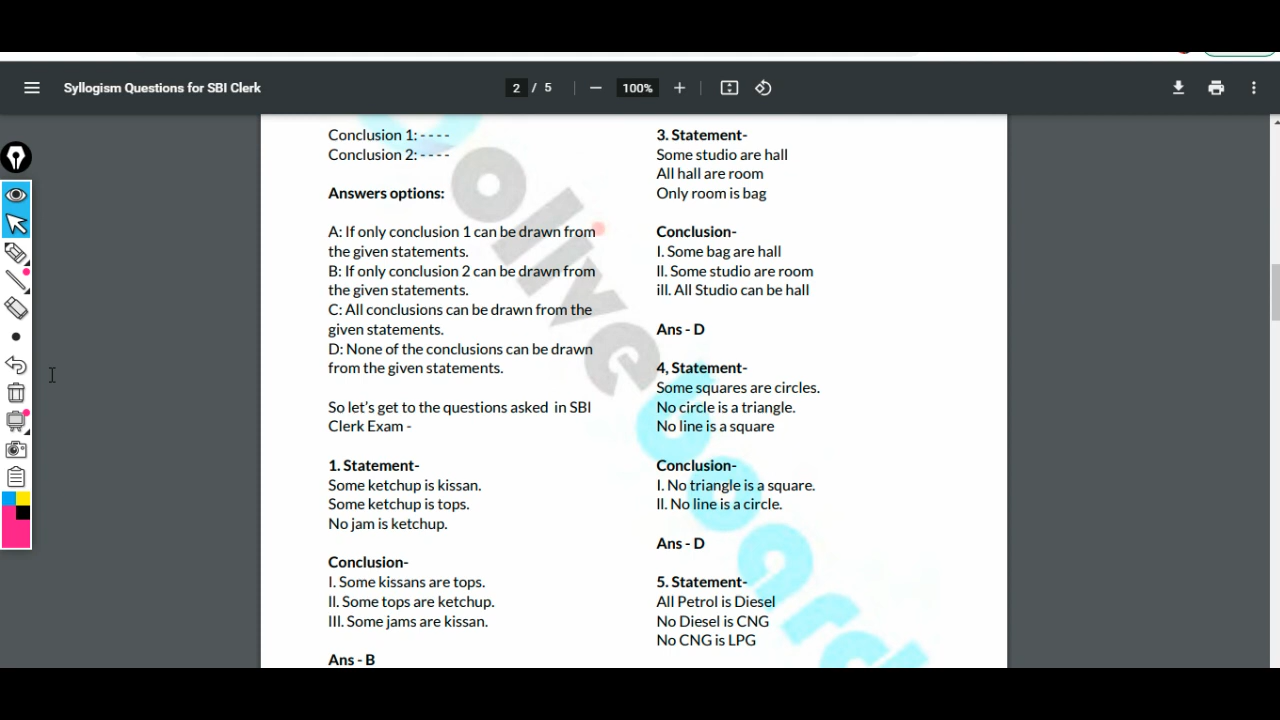 Syllogism Questions for SBI Clerk
2 / 5
100%
Conclusion 1: - - - -
Conclusion 2: - - - -
Answers options:
A: If only conclusion 1 can be drawn from
the given statements.
B: If only conclusion 2 can be drawn from
the given statements.
C: All conclusions can be drawn from the
given statements.
D: None of the conclusions can be drawn
from the given statements.
So let’s get to the questions asked in SBI
Clerk Exam -
1. Statement-
Some ketchup is kissan.
Some ketchup is tops.
No jam is ketchup.
Conclusion-
I. Some kissans are tops.
II. Some tops are ketchup.
III. Some jams are kissan.
Ans - B
3. Statement-
Some studio are hall
All hall are room
Only room is bag
Conclusion-
I. Some bag are hall
II. Some studio are room
iII. All Studio can be hall
Ans - D
4, Statement-
Some squares are circles.
No circle is a triangle.
No line is a square
Conclusion-
I. No triangle is a square.
II. No line is a circle.
Ans - D
5. Statement-
All Petrol is Diesel
No Diesel is CNG
No CNG is LPG
oliveboard